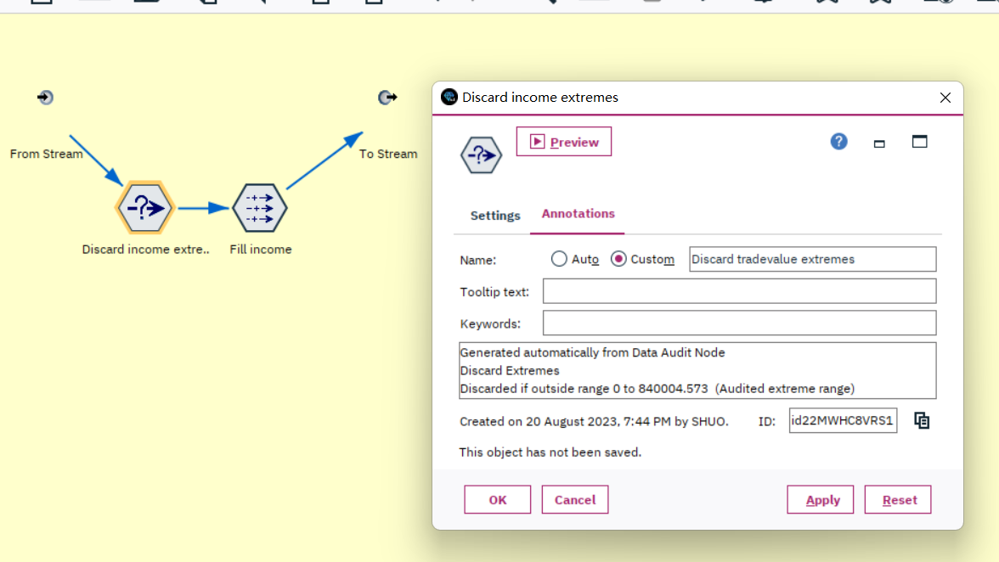 From Stream
To Stream
Discard income extre..
Fill income
Discard income extremes
Preview
?
Settings
Annotations
Name:
Auto
Custom
Discard tradevalue extremes
Tooltip text:
Keywords:
Generated automatically from Data Audit Node
Discard Extremes
Discarded if outside range 0 to 840004.573  (Audited extreme range)
Created on 20 August 2023, 7:44 PM by SHUO.
ID:
id22MWHC8VRS1
This object has not been saved.
OK
Cancel
Apply
Reset